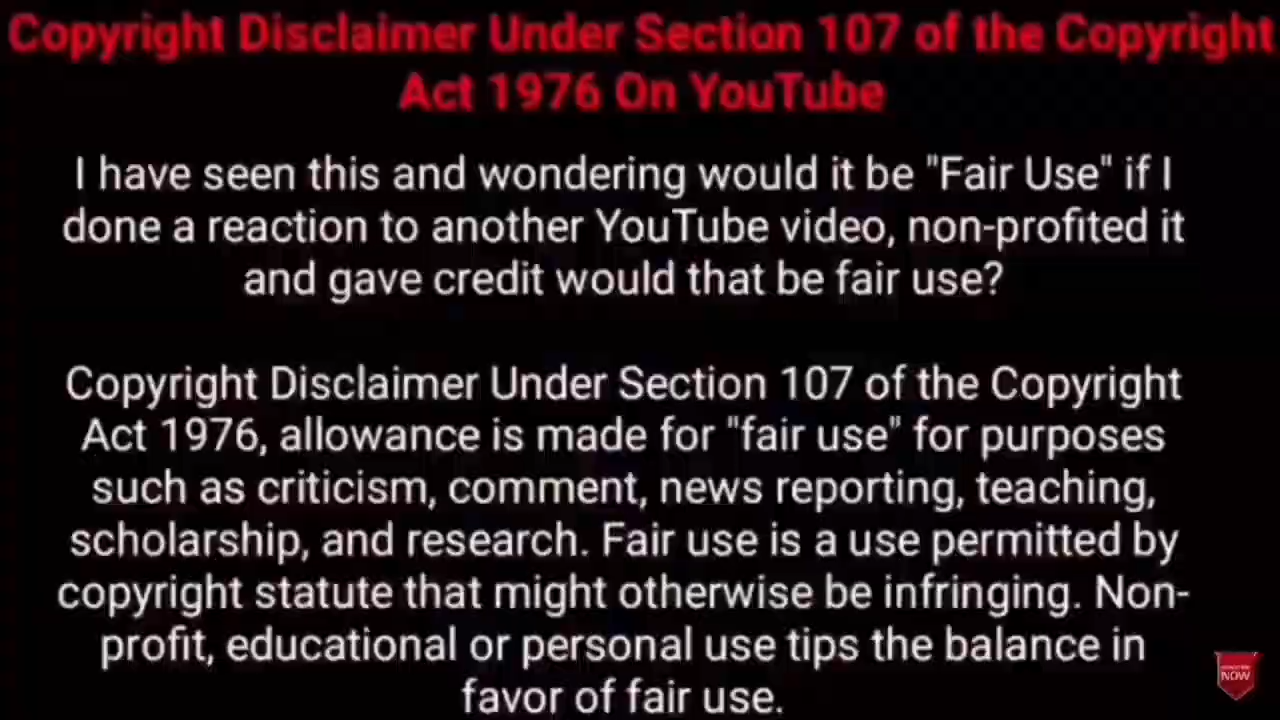 Copyright Disclaimer Under Section 107 of the Copyright
Act 1976 On YouTube
I have seen this and wondering would it be "Fair Use" if I
done a reaction to another YouTube video, non-profited it
and gave credit would that be fair use?
Copyright Disclaimer Under Section 107 of the Copyright
Act 1976, allowance is made for "fair use" for purposes
such as criticism, comment, news reporting, teaching,
scholarship, and research. Fair use is a use permitted by
copyright statute that might otherwise be infringing. Non-
profit, educational or personal use tips the balance in
favor of fair use.
NOW